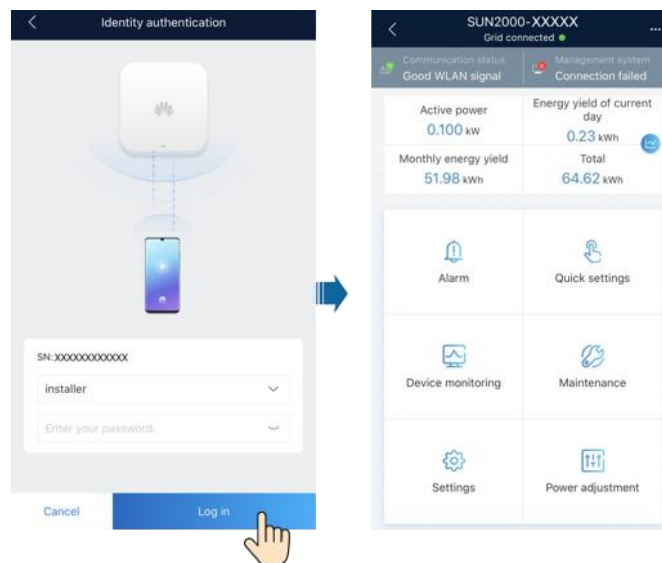 Identity authentication
SN: XXXXXXXXXXXX
installer
Enter your password.
Cancel
Log in
SUN2000-XXXXX
Grid connected
...
Communication status
Good WLAN signal
Management system
Connection failed
Active power
0.100 kW
Energy yield of current
day
0.23 kWh
Monthly energy yield
51.98 kWh
Total
64.62 kWh
Alarm
Quick settings
Device monitoring
Maintenance
Settings
Power adjustment